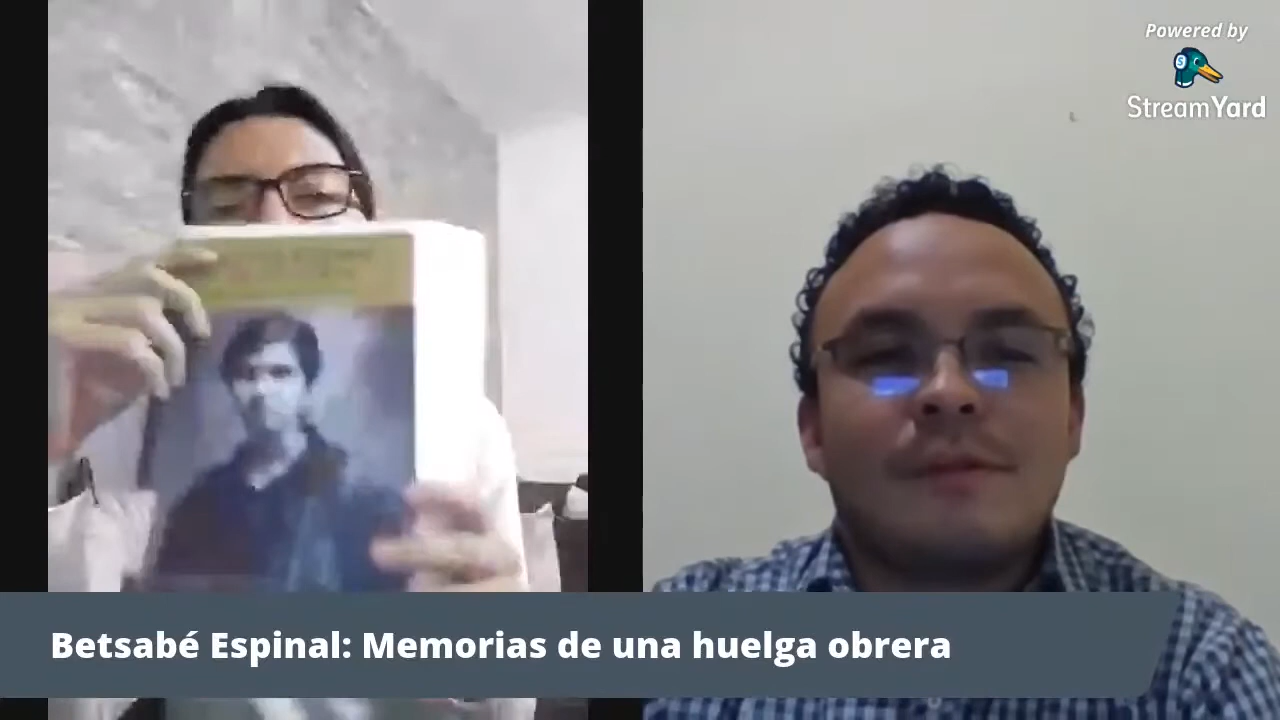 Powered by
StreamYard
Betsabé Espinal: Memorias de una huelga obrera